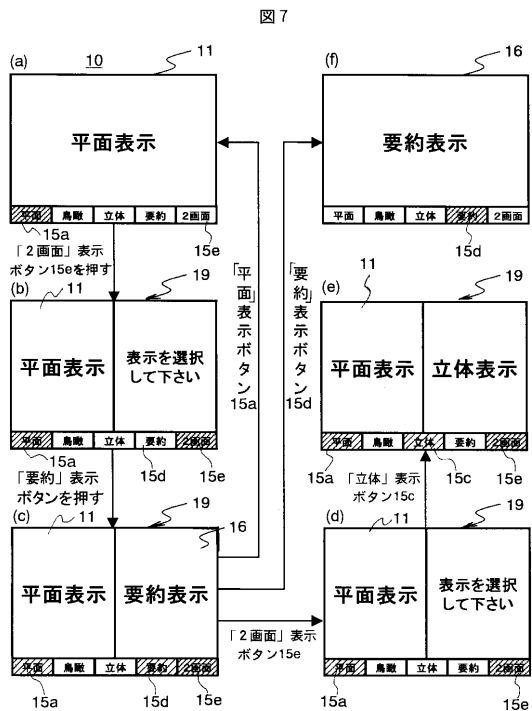 図7
(a)
10
11
平面表示
平面 鳥瞰 立体 要約 2画面
15a
15e
「2画面」表示
ボタン15eを押す
(b)
11
19
平面表示
表示を選択
して下さい
平面 鳥瞰 立体 要約 2画面
15a
15d
15e
「要約」表示
ボタンを押す
(c)
11
19
16
平面表示
要約表示
平面 鳥瞰 立体 要約 2画面
15a
15d
15e
「平面」表示ボタン
15a
「要約」表示ボタン
15d
「2画面」表示
ボタン15e
(f)
16
要約表示
平面 鳥瞰 立体 要約 2画面
15d
(e)
11
19
平面表示
立体表示
平面 鳥瞰 立体 要約 2画面
15a
15c
15e
「立体」表示
ボタン15c
(d)
11
19
平面表示
表示を選択
して下さい
平面 鳥瞰 立体 要約 2画面
15a
15e